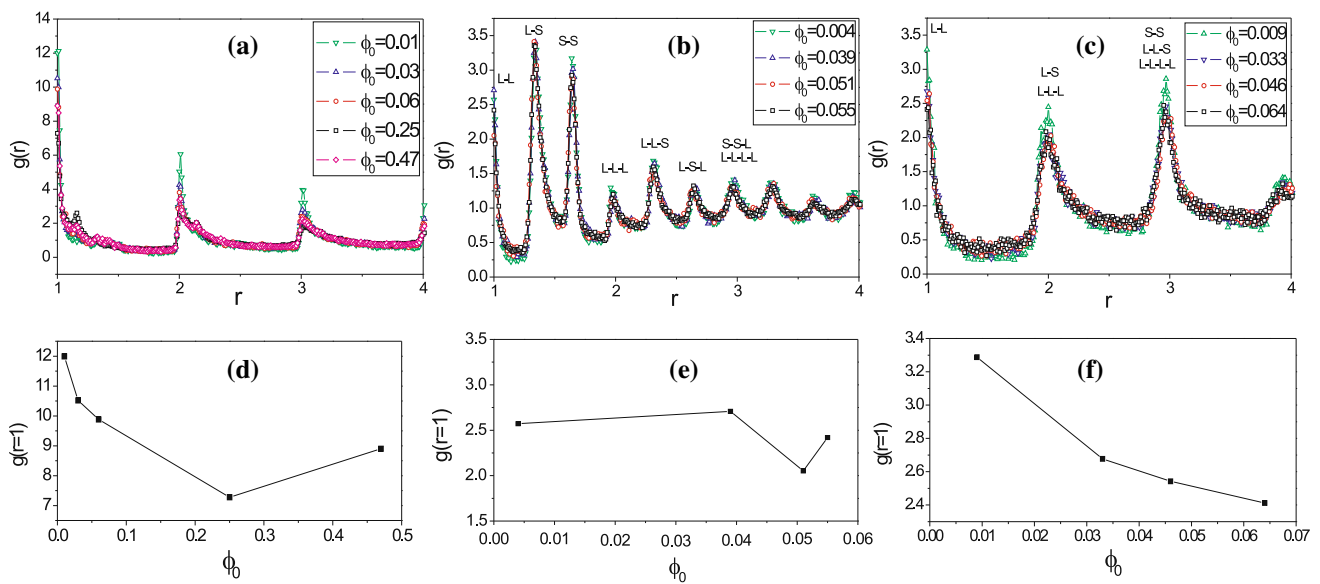 (a)
ϕ0=0.01
ϕ0=0.03
ϕ0=0.06
ϕ0=0.25
ϕ0=0.47
14
12
10
8
6
4
2
0
g(r)
1
2
3
4
r
(b)
L-L
L-S
S-S
L-L-L
L-L-S
L-S-L
S-S-L
L-L-L-L
ϕ0=0.004
ϕ0=0.039
ϕ0=0.051
ϕ0=0.055
3.5
3.0
2.5
2.0
1.5
1.0
0.5
0.0
g(r)
1
2
3
4
r
(c)
L-L
L-S
L-L-L
S-S
L-L-S
L-L-L-L
ϕ0=0.009
ϕ0=0.033
ϕ0=0.046
ϕ0=0.064
3.5
3.0
2.5
2.0
1.5
1.0
0.5
0.0
g(r)
1
2
3
4
r
(d)
12
11
10
9
8
7
g(r=1)
0.0
0.1
0.2
0.3
0.4
0.5
ϕ0
(e)
3.5
3.0
2.5
2.0
1.5
g(r=1)
0.00
0.01
0.02
0.03
0.04
0.05
0.06
ϕ0
(f)
3.4
3.2
3.0
2.8
2.6
2.4
g(r=1)
0.00
0.01
0.02
0.03
0.04
0.05
0.06
0.07
ϕ0